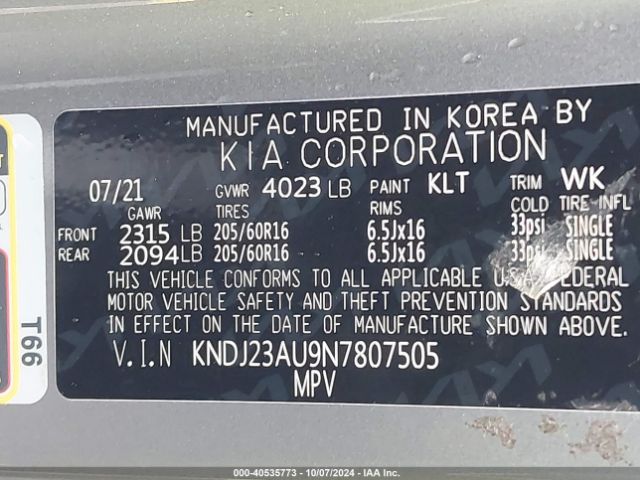 MANUFACTURED IN KOREA BY
KIA CORPORATION
07/21 GVWR 4023 LB PAINT KLT TRIM WK
GAWR TIRES RIMS COLD TIRE INFL
FRONT 2315 LB 205/60R16 6.5Jx16 33psi SINGLE
REAR 2094 LB 205/60R16 6.5Jx16 33psi SINGLE
THIS VEHICLE CONFORMS TO ALL APPLICABLE U.S.A. FEDERAL
MOTOR VEHICLE SAFETY AND THEFT PREVENTION STANDARDS
IN EFFECT ON THE DATE OF MANUFACTURE SHOWN ABOVE.
V.I.N KNDJ23AU9N7807505
MPV
T66
000-40535773 - 10/07/2024 - IAA Inc.